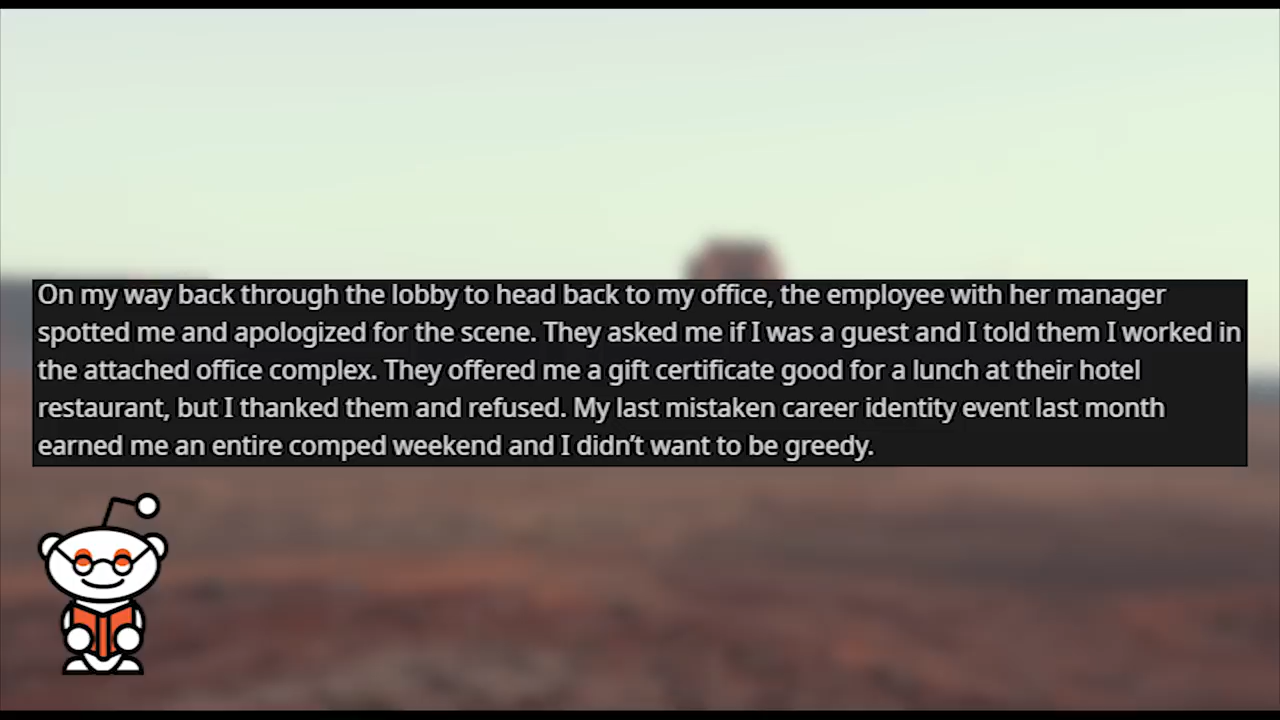 On my way back through the lobby to head back to my office, the employee with her manager
spotted me and apologized for the scene. They asked me if I was a guest and I told them I worked in
the attached office complex. They offered me a gift certificate good for a lunch at their hotel
restaurant, but I thanked them and refused. My last mistaken career identity event last month
earned me an entire comped weekend and I didn’t want to be greedy.